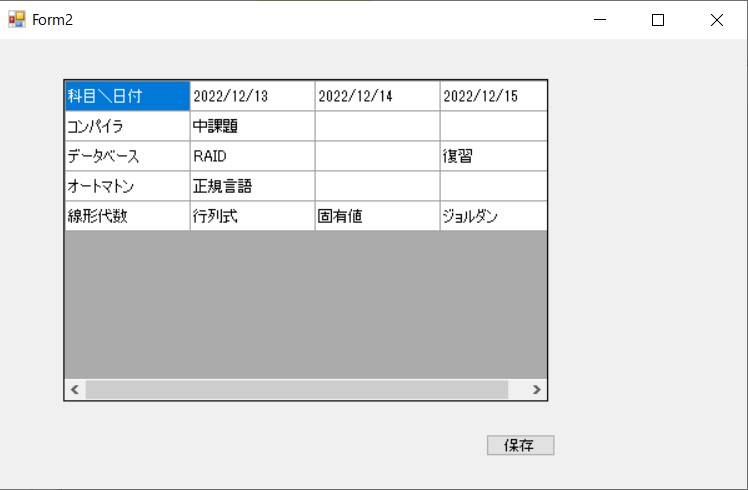 Form2
科目＼日付 2022/12/13 2022/12/14 2022/12/15
コンパイラ 中課題
データベース RAID 復習
オートマトン 正規言語
線形代数 行列式 固有値 ジョルダン
保存